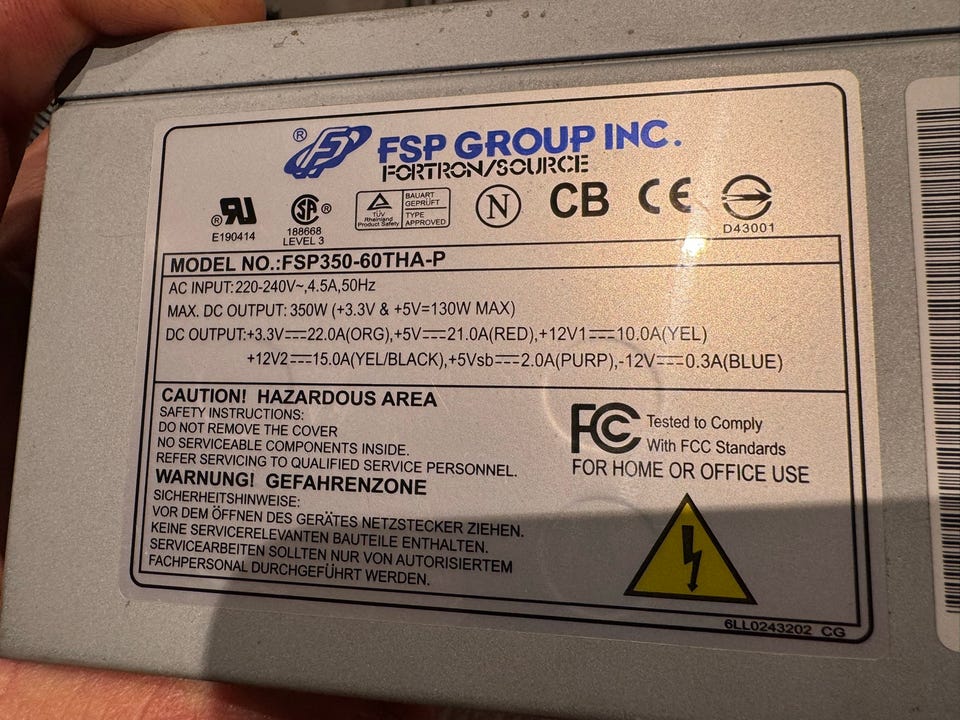 ® FSP GROUP INC.
FORTRON/SOURCE
® RU SA ® TÜV Rheinland Product Safety BAUART GEPRÜFT TYPE APPROVED N CB CE
E190414 188668 LEVEL 3 D43001
MODEL NO.:FSP350-60THA-P
AC INPUT:220-240V~,4.5A,50Hz
MAX. DC OUTPUT: 350W (+3.3V & +5V=130W MAX)
DC OUTPUT:+3.3V⎓22.0A(ORG),+5V⎓21.0A(RED),+12V1⎓10.0A(YEL)
+12V2⎓15.0A(YEL/BLACK),+5Vsb⎓2.0A(PURP),-12V⎓0.3A(BLUE)
CAUTION! HAZARDOUS AREA
SAFETY INSTRUCTIONS:
DO NOT REMOVE THE COVER
NO SERVICEABLE COMPONENTS INSIDE.
REFER SERVICING TO QUALIFIED SERVICE PERSONNEL.
WARNUNG! GEFAHRENZONE
SICHERHEITSHINWEISE:
VOR DEM ÖFFNEN DES GERÄTES NETZSTECKER ZIEHEN.
KEINE SERVICERELEVANTEN BAUTEILE ENTHALTEN.
SERVICEARBEITEN SOLLTEN NUR VON AUTORISIERTEM
FACHPERSONAL DURCHGEFÜHRT WERDEN.
FC Tested to Comply
With FCC Standards
FOR HOME OR OFFICE USE
6LL0243202 CG